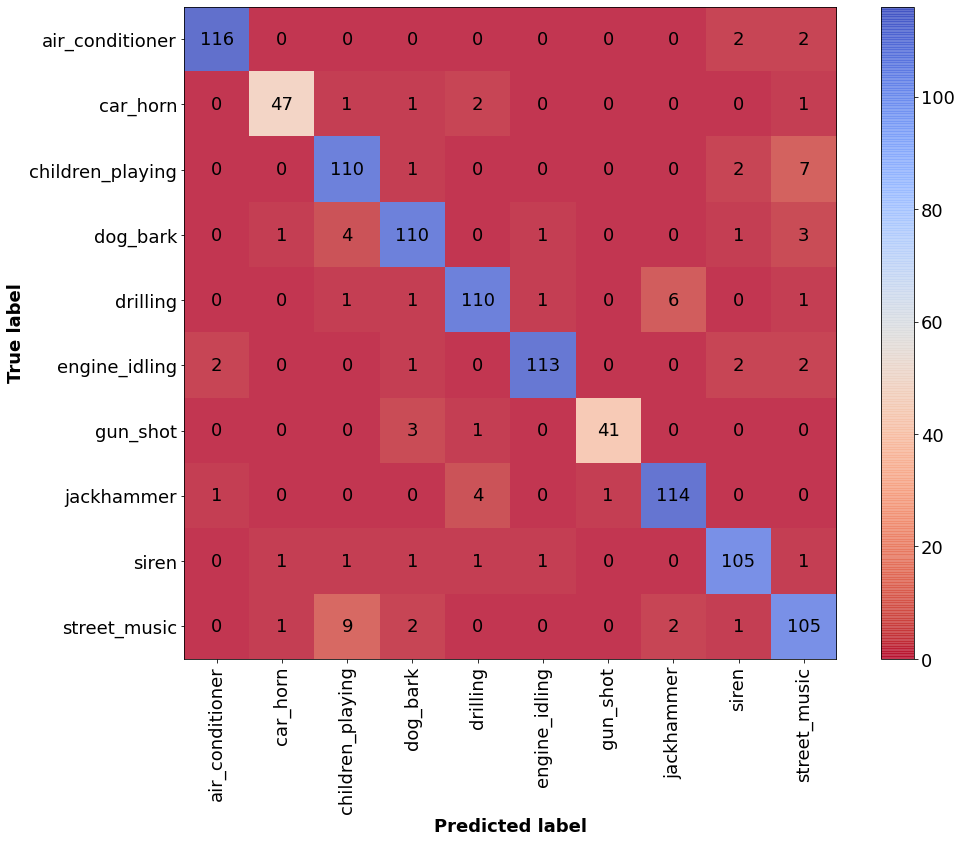 air_conditioner 116 0 0 0 0 0 0 0 2 2
car_horn 0 47 1 1 2 0 0 0 0 1
children_playing 0 0 110 1 0 0 0 0 2 7
dog_bark 0 1 4 110 0 1 0 0 1 3
drilling 0 0 1 1 110 1 0 6 0 1
engine_idling 2 0 0 1 0 113 0 0 2 2
gun_shot 0 0 0 3 1 0 41 0 0 0
jackhammer 1 0 0 0 4 0 1 114 0 0
siren 0 1 1 1 1 1 0 0 105 1
street_music 0 1 9 2 0 0 0 2 1 105
True label
air_conditioner
car_horn
children_playing
dog_bark
drilling
engine_idling
gun_shot
jackhammer
siren
street_music
Predicted label
100
80
60
40
20
0